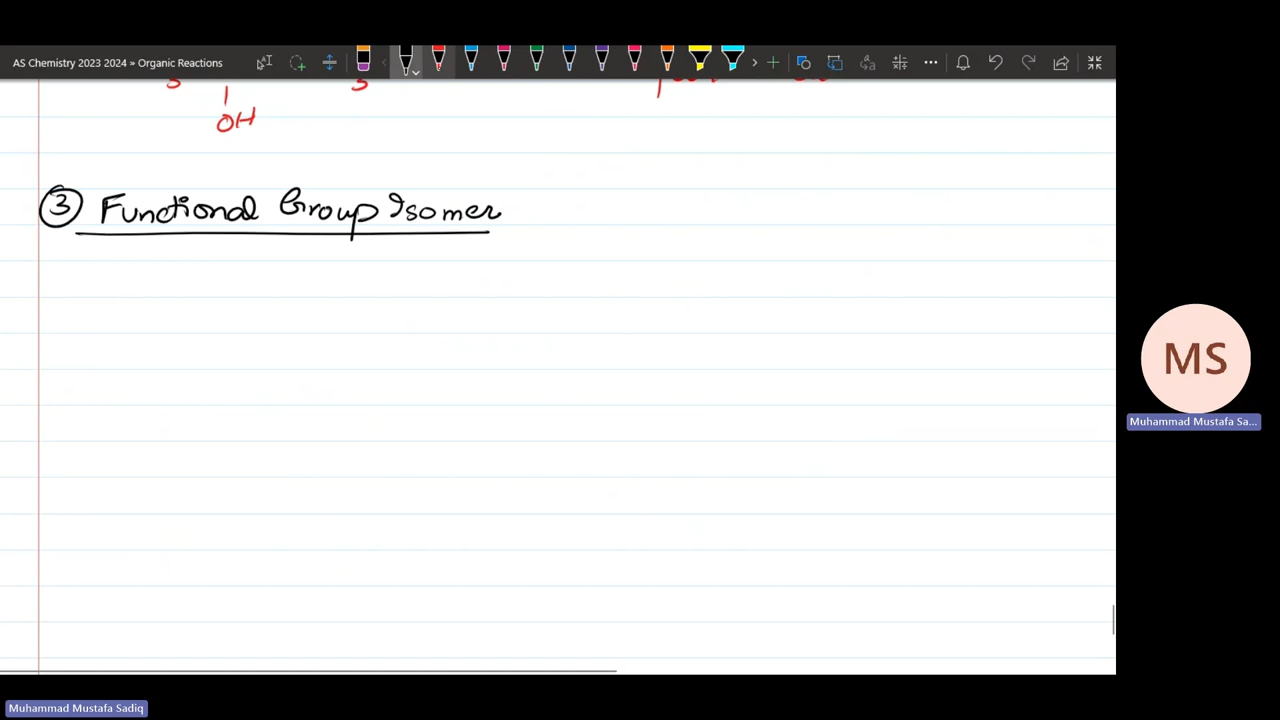 AS Chemistry 2023 2024 » Organic Reactions
OH
③ Functional Group Isomer
MS
Muhammad Mustafa Sa...
Muhammad Mustafa Sadiq